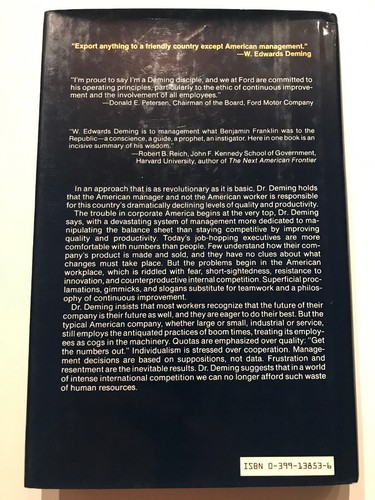 "Export anything to a friendly country except American management."
—W. Edwards Deming
"I'm proud to say I'm a Deming disciple, and we at Ford are committed to
his operating principles, particularly to the ethic of continuous improve-
ment and the involvement of all employees."
—Donald E. Petersen, Chairman of the Board, Ford Motor Company
"W. Edwards Deming is to management what Benjamin Franklin was to the
Republic—a conscience, a guide, a prophet, an instigator. Here in one book is an
incisive summary of his wisdom."
—Robert B. Reich, John F. Kennedy School of Government,
Harvard University, author of The Next American Frontier
In an approach that is as revolutionary as it is basic, Dr. Deming holds
that the American manager and not the American worker is responsible
for this country's dramatically declining levels of quality and productivity.
The trouble in corporate America begins at the very top, Dr. Deming
says, with a devastating system of management more dedicated to ma-
nipulating the balance sheet than staying competitive by improving
quality and productivity. Today's job-hopping executives are more
comfortable with numbers than people. Few understand how their com-
pany's product is made and sold, and they have no clues about what
changes must take place. But the problems begin in the American
workplace, which is riddled with fear, short-sightedness, resistance to
innovation, and counterproductive internal competition. Superficial pro-
clamations, gimmicks, and slogans substitute for teamwork and a philos-
ophy of continuous improvement.
Dr. Deming insists that most workers recognize that the future of their
company is their future as well, and they are eager to do their best. But the
typical American company, whether large or small, industrial or service,
still employs the antiquated practices of boom times, treating its employ-
ees as cogs in the machinery. Quotas are emphasized over quality: "Get
the numbers out." Individualism is stressed over cooperation. Manage-
ment decisions are based on suppositions, not data. Frustration and
resentment are the inevitable results. Dr. Deming suggests that in a world
of intense international competition we can no longer afford such waste
of human resources.
ISBN 0-399-13853-6